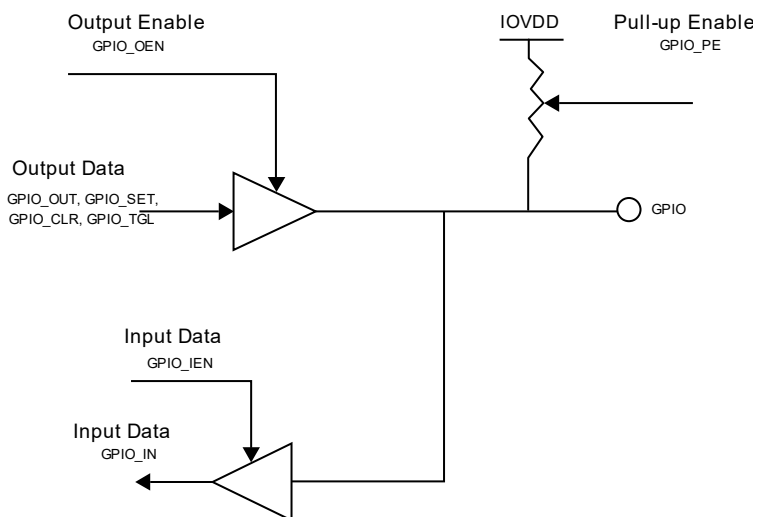 Output Enable
GPIO_OEN
IOVDD
Pull-up Enable
GPIO_PE
Output Data
GPIO_OUT, GPIO_SET,
GPIO_CLR, GPIO_TGL
GPIO
Input Data
GPIO_IEN
Input Data
GPIO_IN